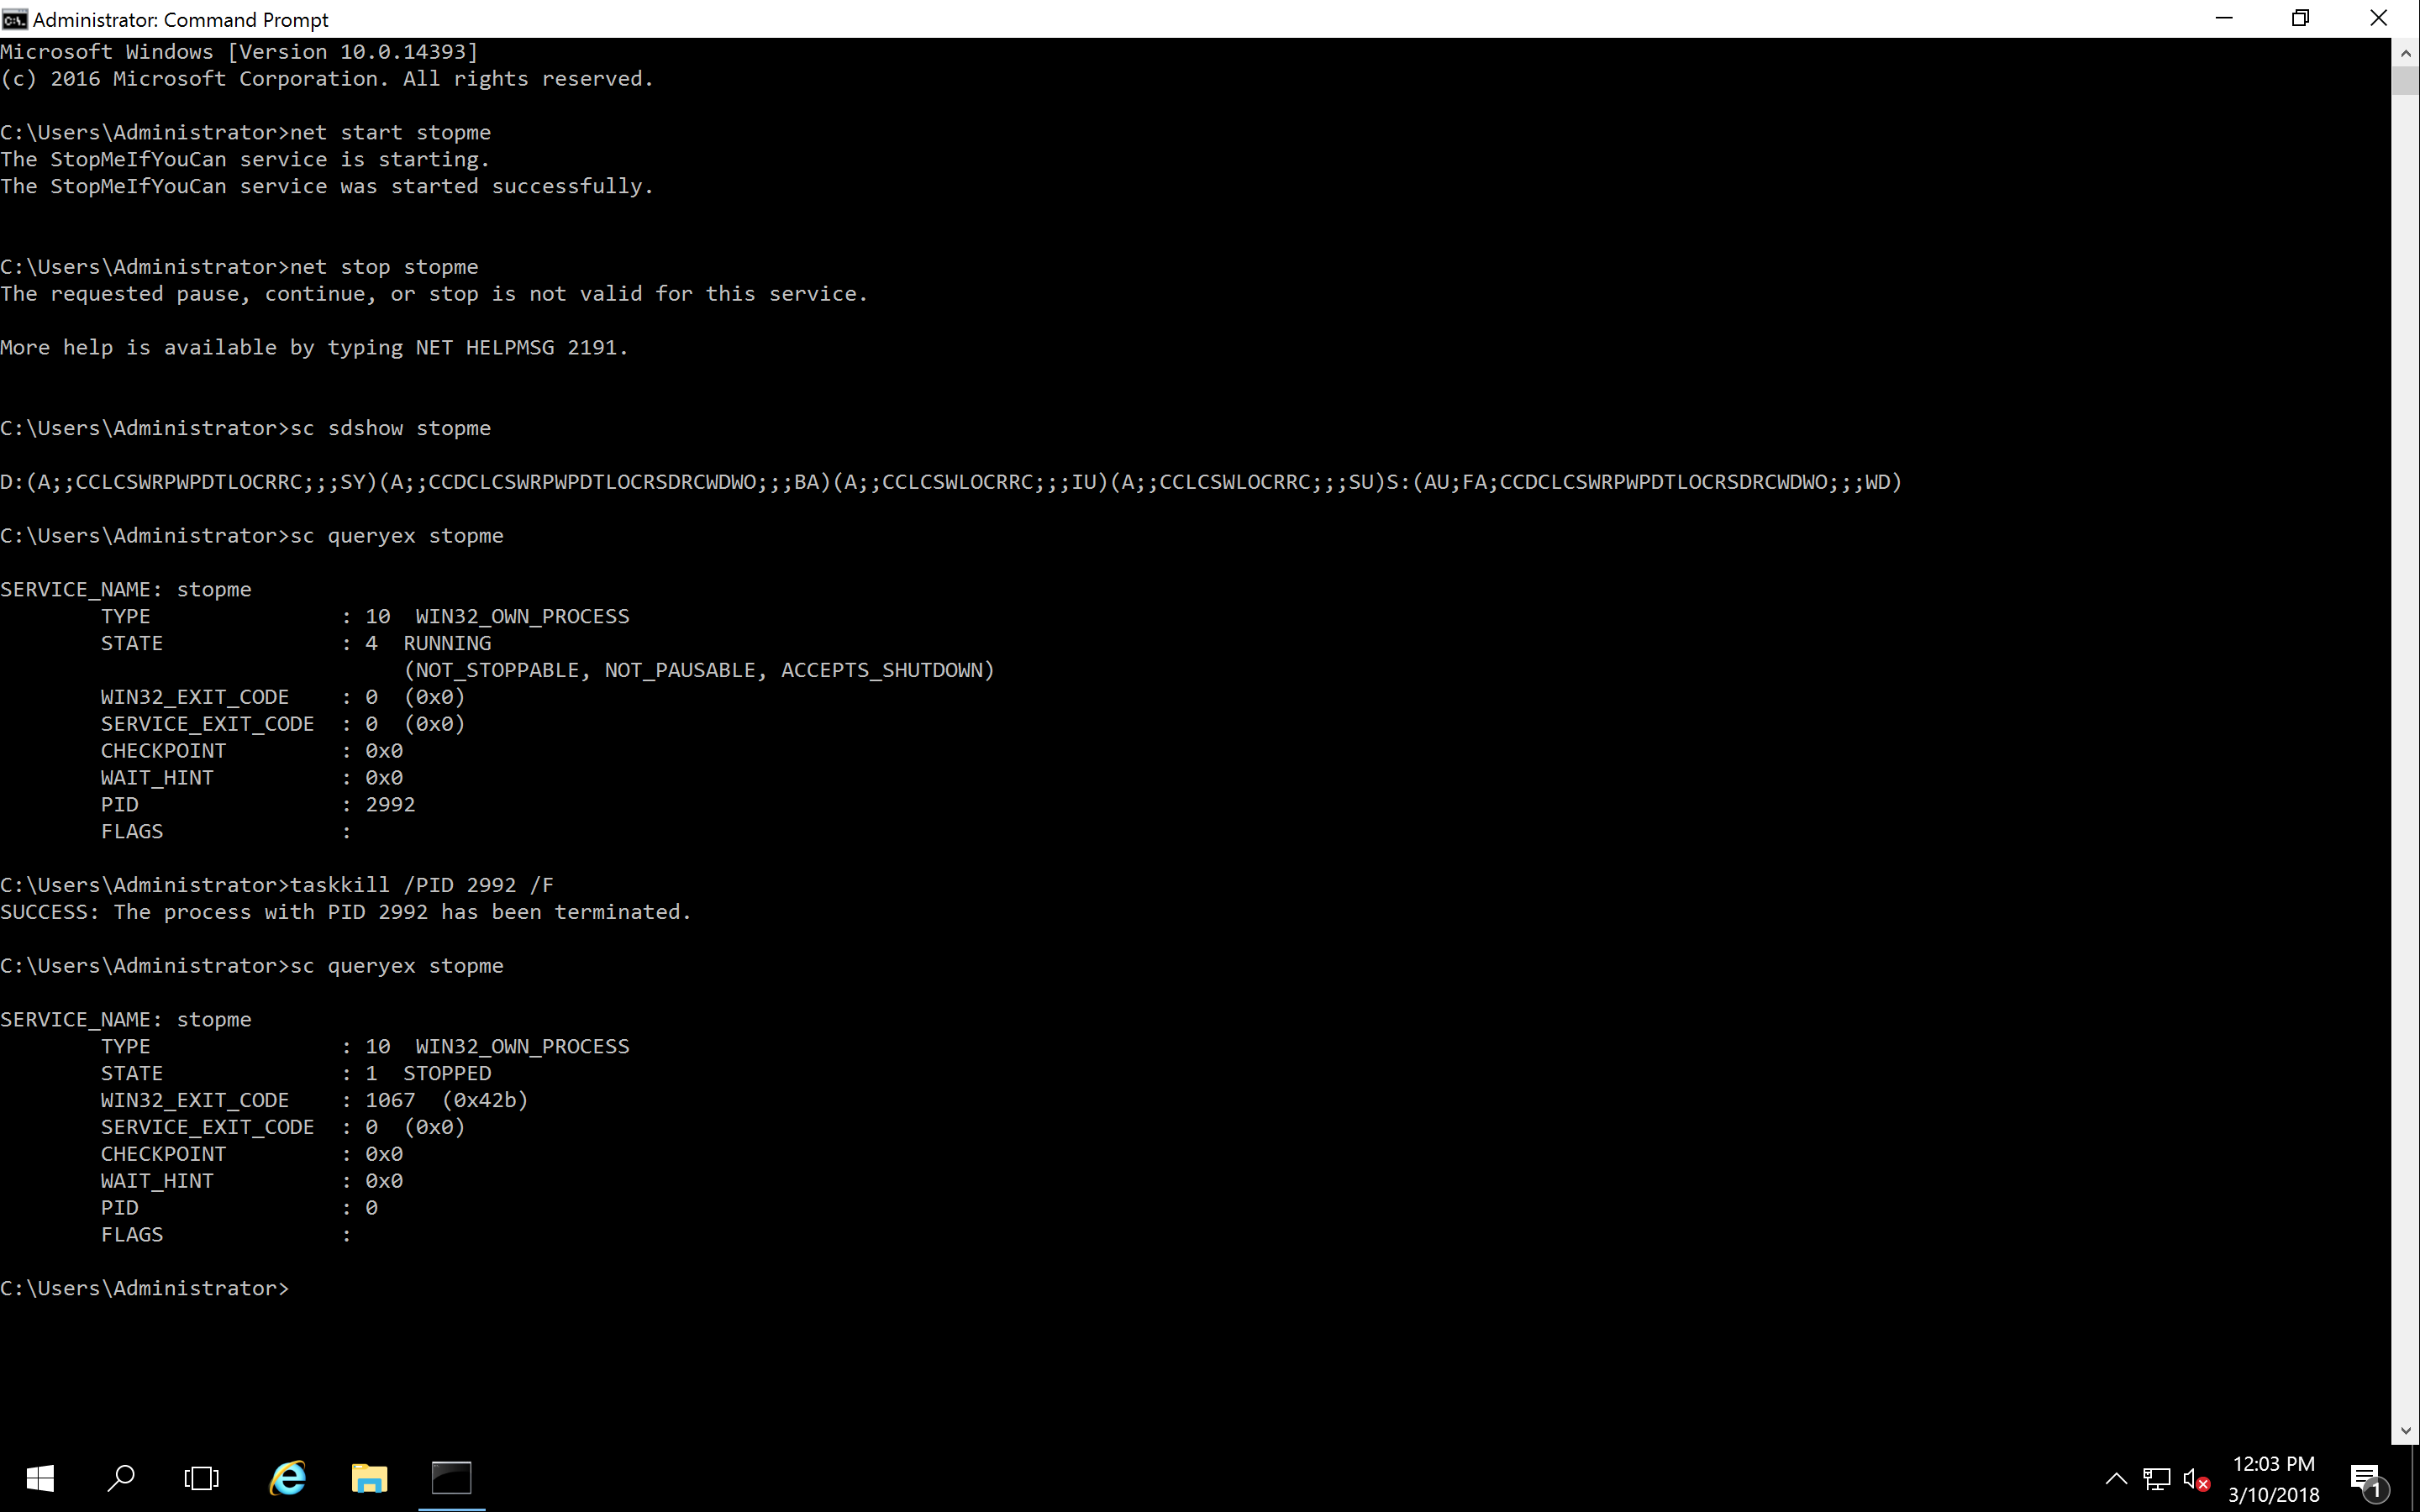 Administrator: Command Prompt
Microsoft Windows [Version 10.0.14393]
(c) 2016 Microsoft Corporation. All rights reserved.
C:\Users\Administrator>net start stopme
The StopMeIfYouCan service is starting.
The StopMeIfYouCan service was started successfully.
C:\Users\Administrator>net stop stopme
The requested pause, continue, or stop is not valid for this service.
More help is available by typing NET HELPMSG 2191.
C:\Users\Administrator>sc sdshow stopme
D:(A;;CCLCSWRPWPDTLOCRRC;;;SY)(A;;CCDCLCSWRPWPDTLOCRSDRCWDWO;;;BA)(A;;CCLCSWLOCRRC;;;IU)(A;;CCLCSWLOCRRC;;;SU)S:(AU;FA;CCDCLCSWRPWPDTLOCRSDRCWDWO;;;WD)
C:\Users\Administrator>sc queryex stopme
SERVICE_NAME: stopme
        TYPE               : 10  WIN32_OWN_PROCESS
        STATE              : 4  RUNNING
                                (NOT_STOPPABLE, NOT_PAUSABLE, ACCEPTS_SHUTDOWN)
        WIN32_EXIT_CODE    : 0  (0x0)
        SERVICE_EXIT_CODE  : 0  (0x0)
        CHECKPOINT         : 0x0
        WAIT_HINT          : 0x0
        PID                : 2992
        FLAGS              :
C:\Users\Administrator>taskkill /PID 2992 /F
SUCCESS: The process with PID 2992 has been terminated.
C:\Users\Administrator>sc queryex stopme
SERVICE_NAME: stopme
        TYPE               : 10  WIN32_OWN_PROCESS
        STATE              : 1  STOPPED
        WIN32_EXIT_CODE    : 1067  (0x42b)
        SERVICE_EXIT_CODE  : 0  (0x0)
        CHECKPOINT         : 0x0
        WAIT_HINT          : 0x0
        PID                : 0
        FLAGS              :
C:\Users\Administrator>
12:03 PM
3/10/2018
1